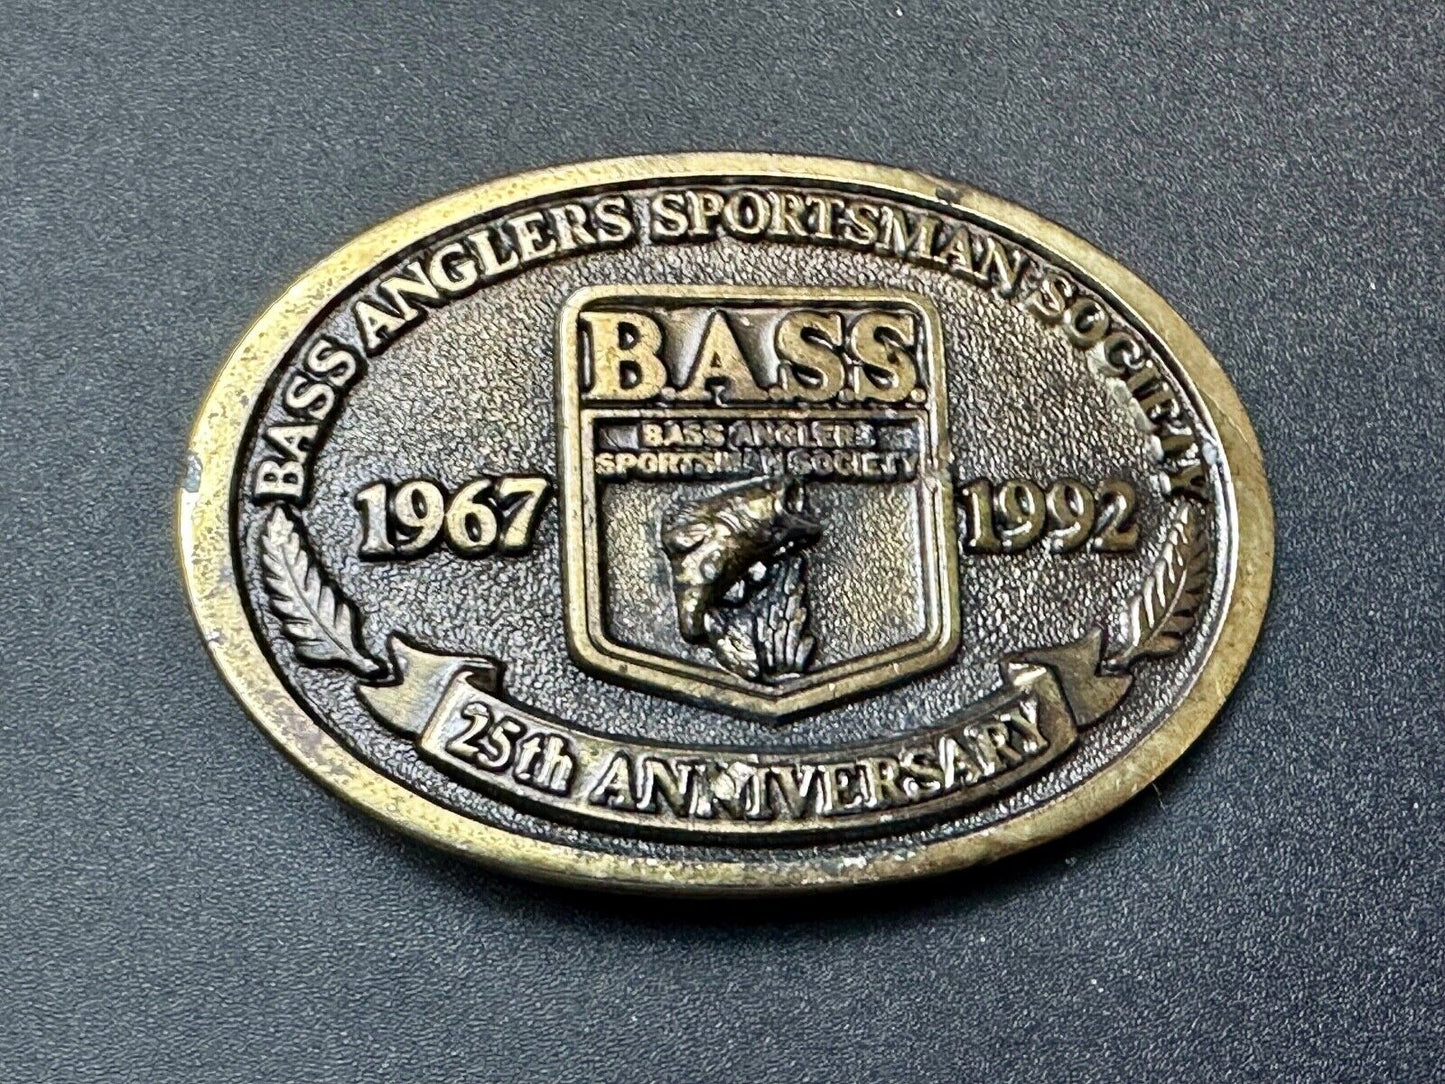 BASS ANGLERS SPORTSMAN SOCIETY
B.A.S.S.
BASS ANGLERS
SPORTSMAN SOCIETY
1967
1992
25th ANNIVERSARY